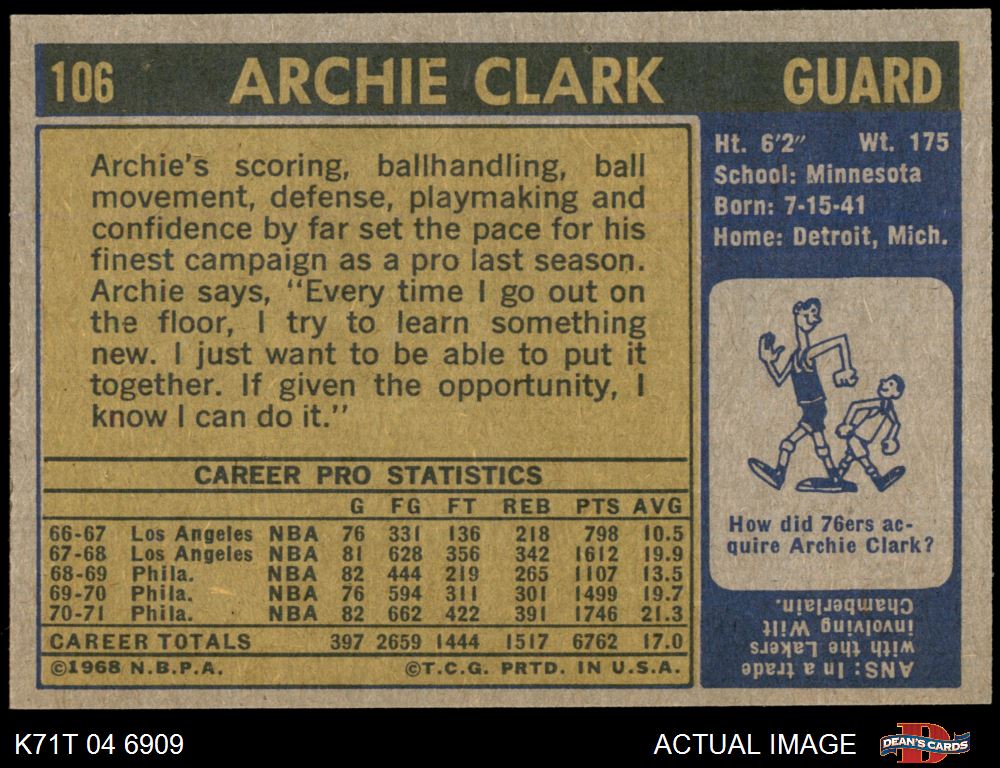 106 ARCHIE CLARK GUARD
Archie's scoring, ballhandling, ball
movement, defense, playmaking and
confidence by far set the pace for his
finest campaign as a pro last season.
Archie says, "Every time I go out on
the floor, I try to learn something
new. I just want to be able to put it
together. If given the opportunity, I
know I can do it."
CAREER PRO STATISTICS
G FG FT REB PTS AVG
66-67 Los Angeles NBA 76 331 136 218 798 10.5
67-68 Los Angeles NBA 81 628 356 342 1612 19.9
68-69 Phila. NBA 82 444 219 265 1107 13.5
69-70 Phila. NBA 76 594 311 301 1499 19.7
70-71 Phila. NBA 82 662 422 391 1746 21.3
CAREER TOTALS 397 2659 1444 1517 6762 17.0
©1968 N.B.P.A. ©T.C.G. PRTD. IN U.S.A.
Ht. 6'2" Wt. 175
School: Minnesota
Born: 7-15-41
Home: Detroit, Mich.
How did 76ers ac-
quire Archie Clark?
ANS: In a trade
with the Lakers
involving Wilt
Chamberlain.
K71T 04 6909
ACTUAL IMAGE
D
DEAN'S CARDS